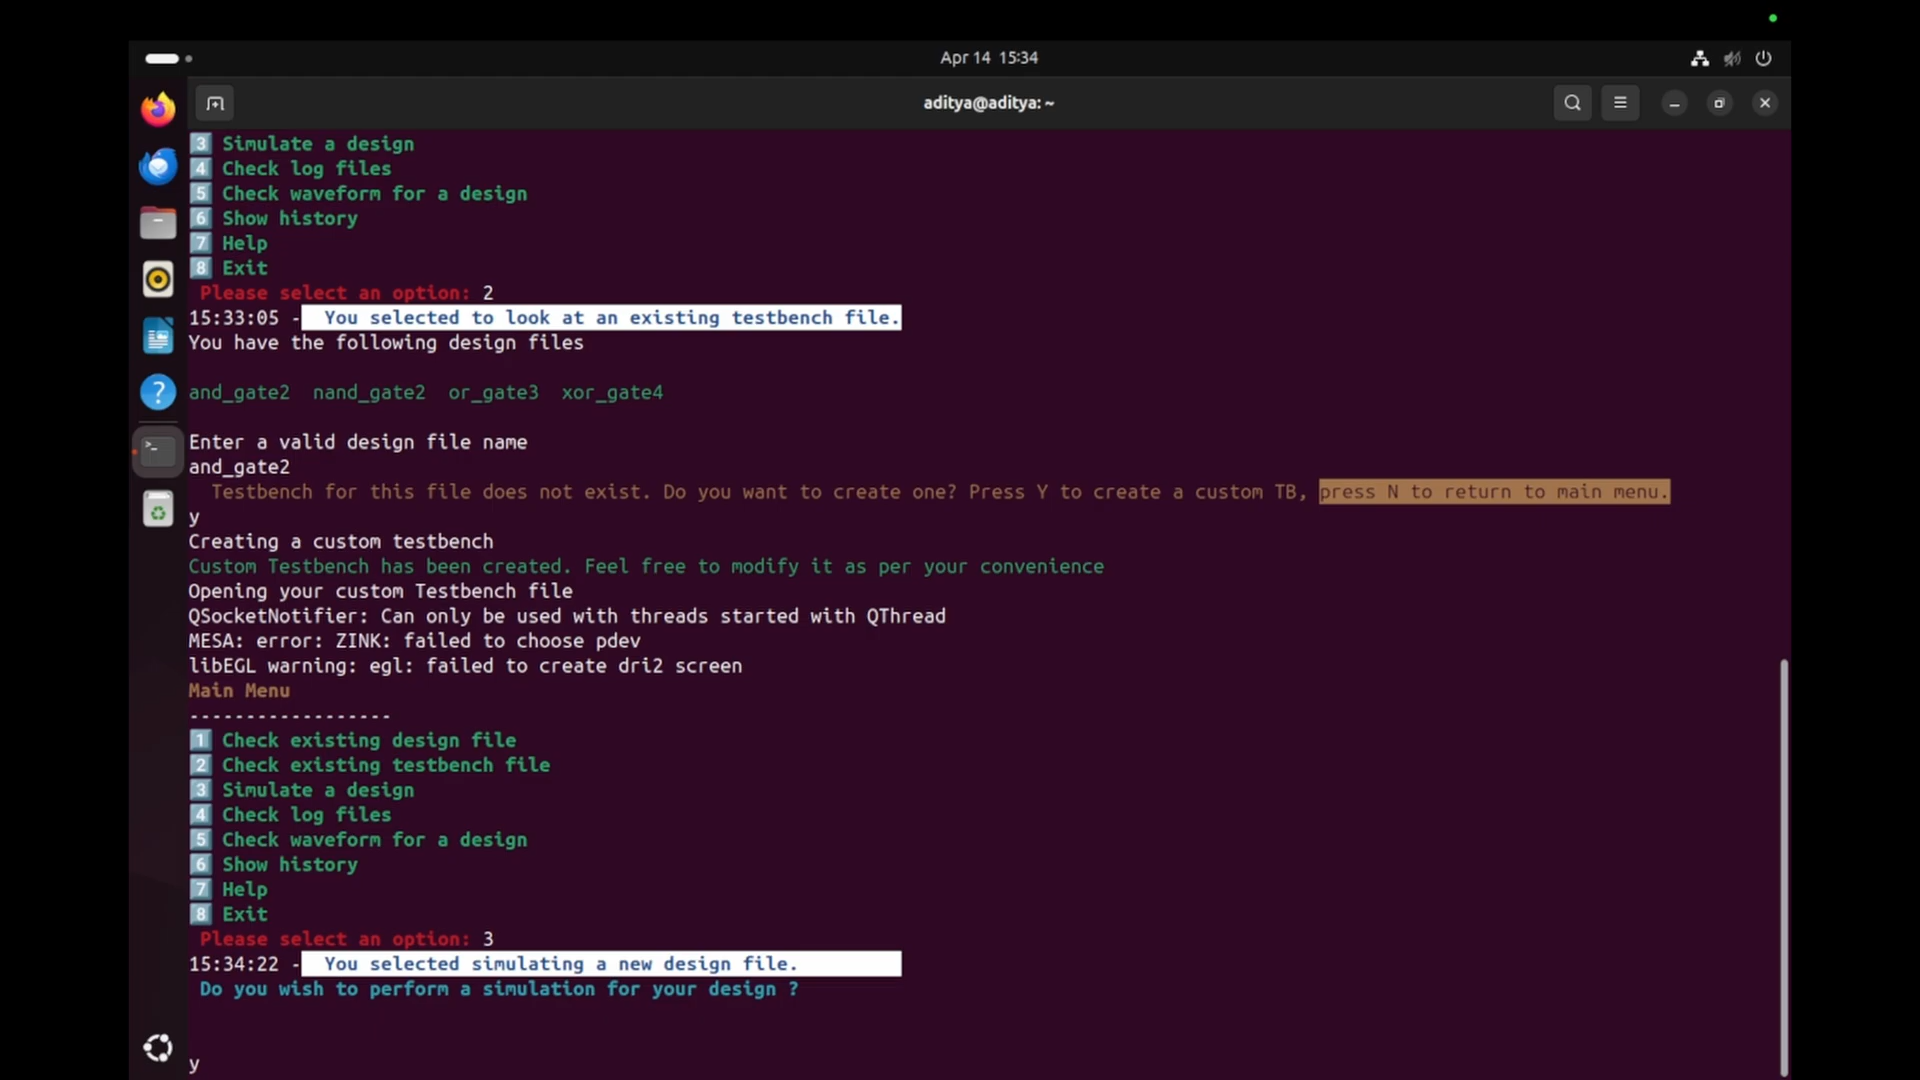 Apr 14 15:34
aditya@aditya: ~
3 Simulate a design
4 Check log files
5 Check waveform for a design
6 Show history
7 Help
8 Exit
Please select an option: 2
15:33:05 - You selected to look at an existing testbench file.
You have the following design files
and_gate2 nand_gate2 or_gate3 xor_gate4
Enter a valid design file name
and_gate2
Testbench for this file does not exist. Do you want to create one? Press Y to create a custom TB, press N to return to main menu.
y
Creating a custom testbench
Custom Testbench has been created. Feel free to modify it as per your convenience
Opening your custom Testbench file
QSocketNotifier: Can only be used with threads started with QThread
MESA: error: ZINK: failed to choose pdev
libEGL warning: egl: failed to create dri2 screen
Main Menu
------------------
1 Check existing design file
2 Check existing testbench file
3 Simulate a design
4 Check log files
5 Check waveform for a design
6 Show history
7 Help
8 Exit
Please select an option: 3
15:34:22 - You selected simulating a new design file.
Do you wish to perform a simulation for your design ?
y